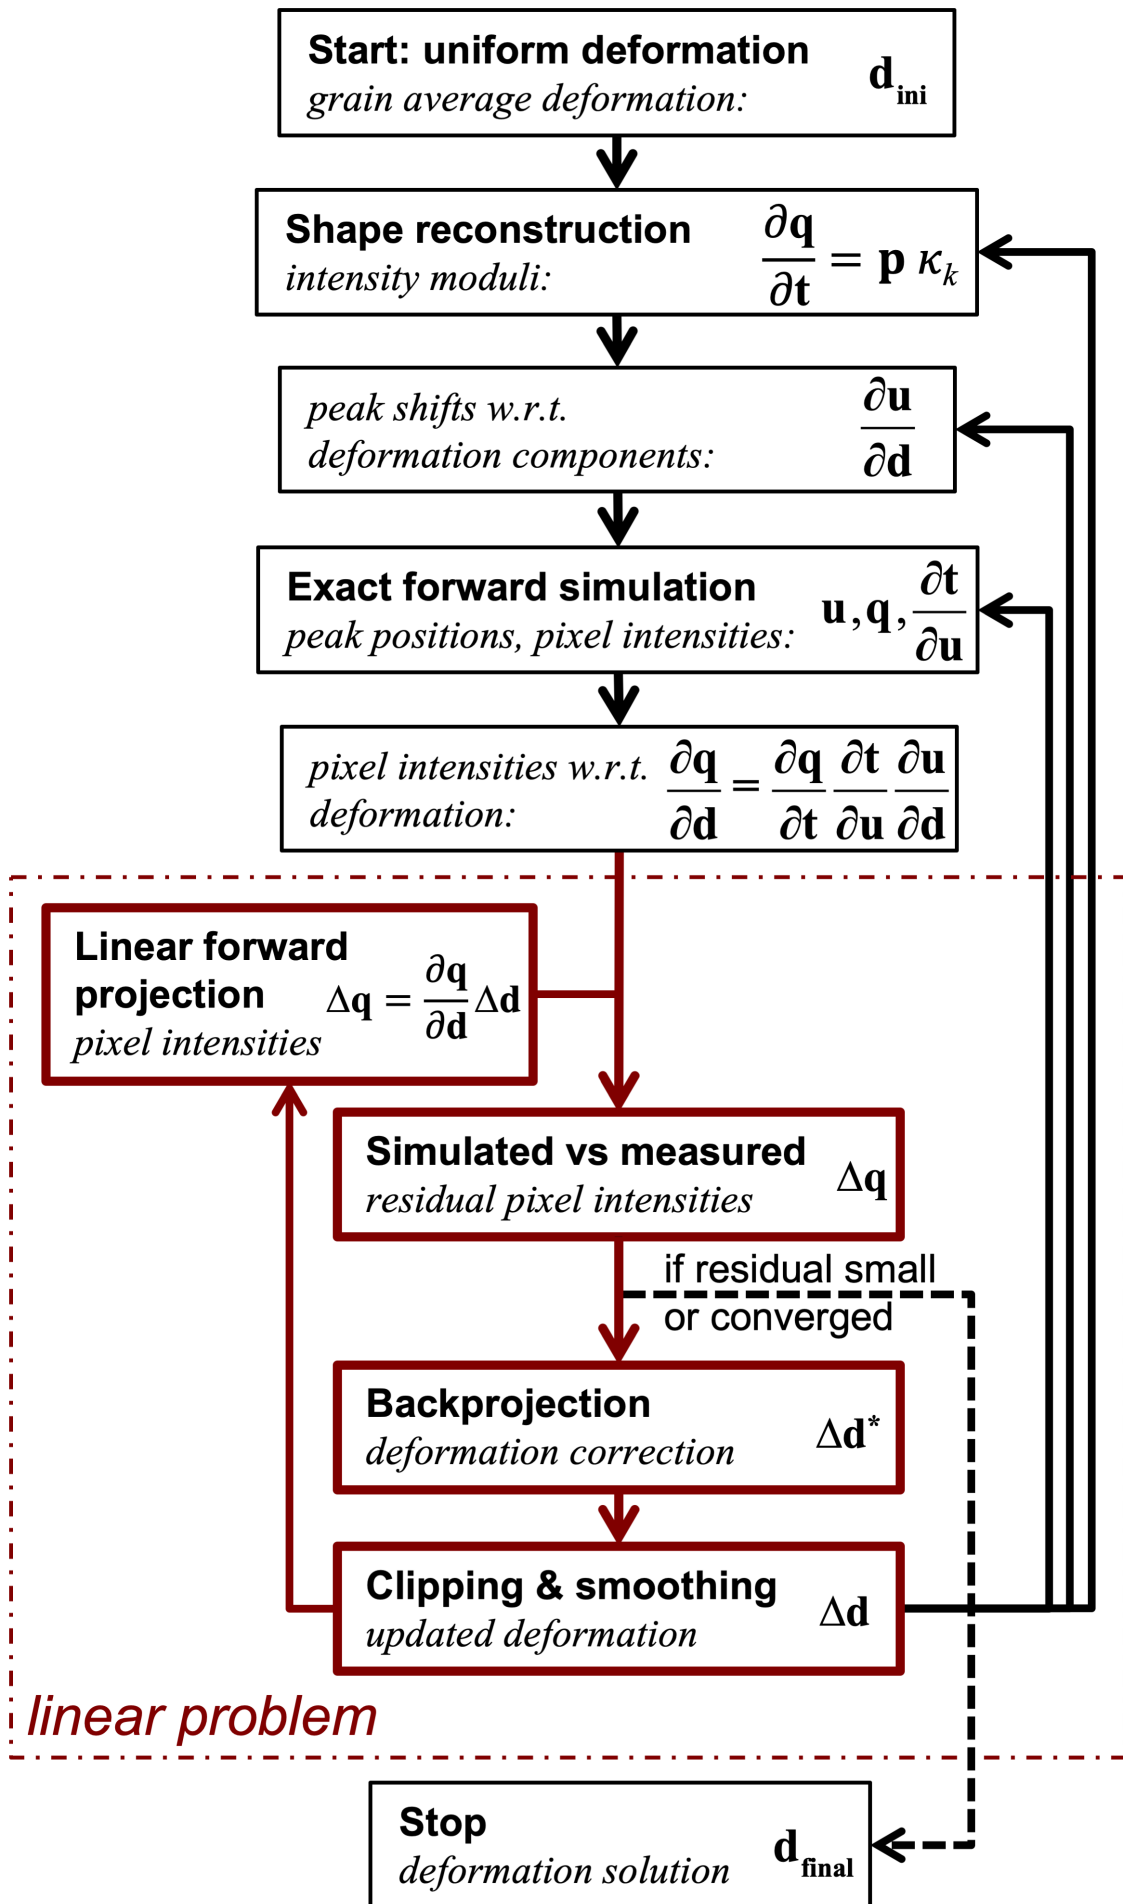 Start: uniform deformation
grain average deformation: d_ini
Shape reconstruction
intensity moduli: ∂q/∂t = p κ_k
peak shifts w.r.t.
deformation components: ∂u/∂d
Exact forward simulation
peak positions, pixel intensities: u, q, ∂t/∂u
pixel intensities w.r.t.
deformation: ∂q/∂d = ∂q/∂t ∂t/∂u ∂u/∂d
Linear forward
projection Δq = ∂q/∂d Δd
pixel intensities
Simulated vs measured
residual pixel intensities Δq
if residual small
or converged
Backprojection
deformation correction Δd*
Clipping & smoothing
updated deformation Δd
linear problem
Stop
deformation solution d_final